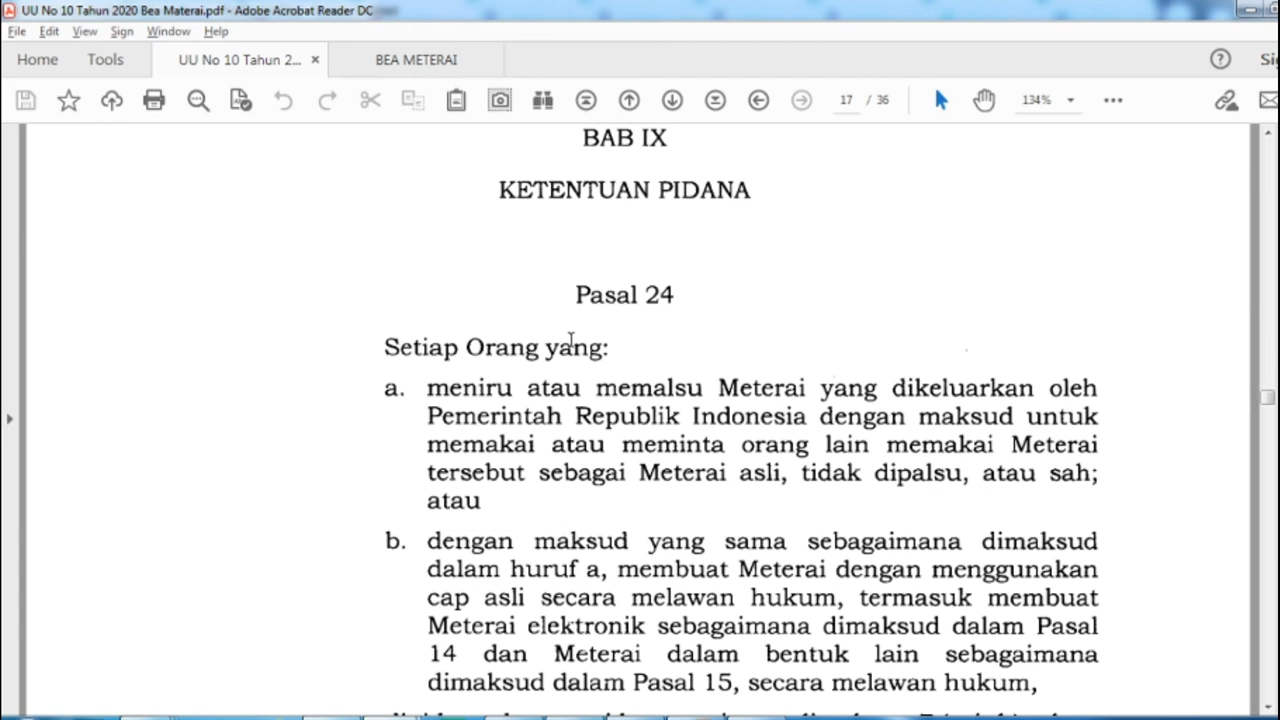 UU No 10 Tahun 2020 Bea Materai.pdf - Adobe Acrobat Reader DC
File Edit View Sign Window Help
Home Tools UU No 10 Tahun 2... × BEA METERAI
17 / 36 134%
BAB IX
KETENTUAN PIDANA
Pasal 24
Setiap Orang yang:
a. meniru atau memalsu Meterai yang dikeluarkan oleh
Pemerintah Republik Indonesia dengan maksud untuk
memakai atau meminta orang lain memakai Meterai
tersebut sebagai Meterai asli, tidak dipalsu, atau sah;
atau
b. dengan maksud yang sama sebagaimana dimaksud
dalam huruf a, membuat Meterai dengan menggunakan
cap asli secara melawan hukum, termasuk membuat
Meterai elektronik sebagaimana dimaksud dalam Pasal
14 dan Meterai dalam bentuk lain sebagaimana
dimaksud dalam Pasal 15, secara melawan hukum,